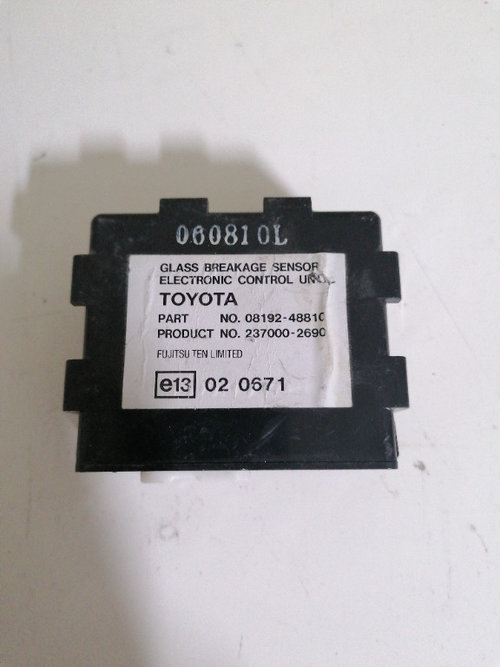 060810L
GLASS BREAKAGE SENSOR
ELECTRONIC CONTROL UNIT
TOYOTA
PART NO. 08192-48810
PRODUCT NO. 237000-2690
FUJITSU TEN LIMITED
e13 02 0671